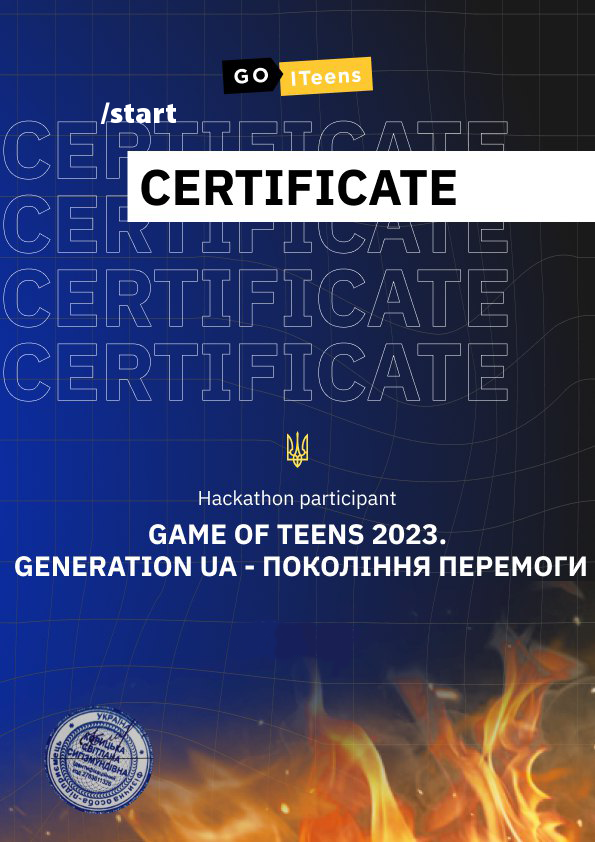 GO ITeens
/start
CERTIFICATE
CERTIFICATE
CERTIFICATE
CERTIFICATE
CERTIFICATE
Hackathon participant
GAME OF TEENS 2023.
GENERATION UA - ПОКОЛІННЯ ПЕРЕМОГИ
УКРАЇНА
СВІТЛАНА